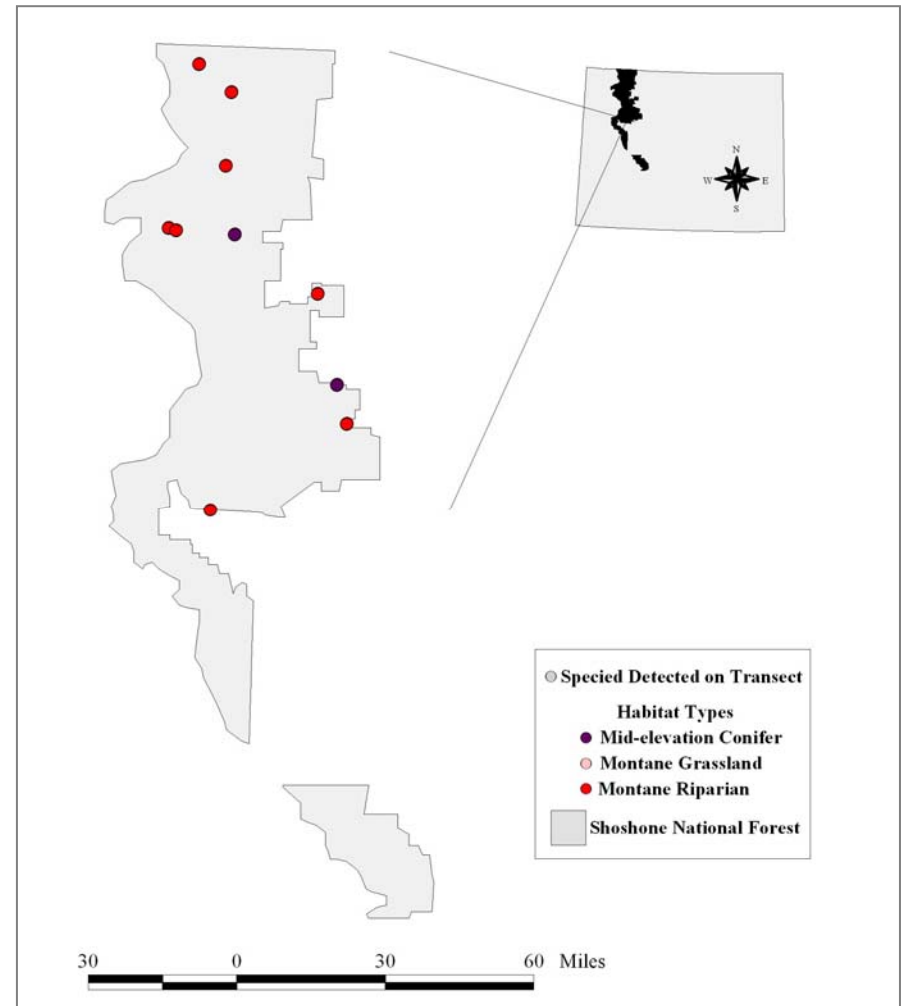 N
W E
S
Specied Detected on Transect
Habitat Types
Mid-elevation Conifer
Montane Grassland
Montane Riparian
Shoshone National Forest
30 0 30 60 Miles